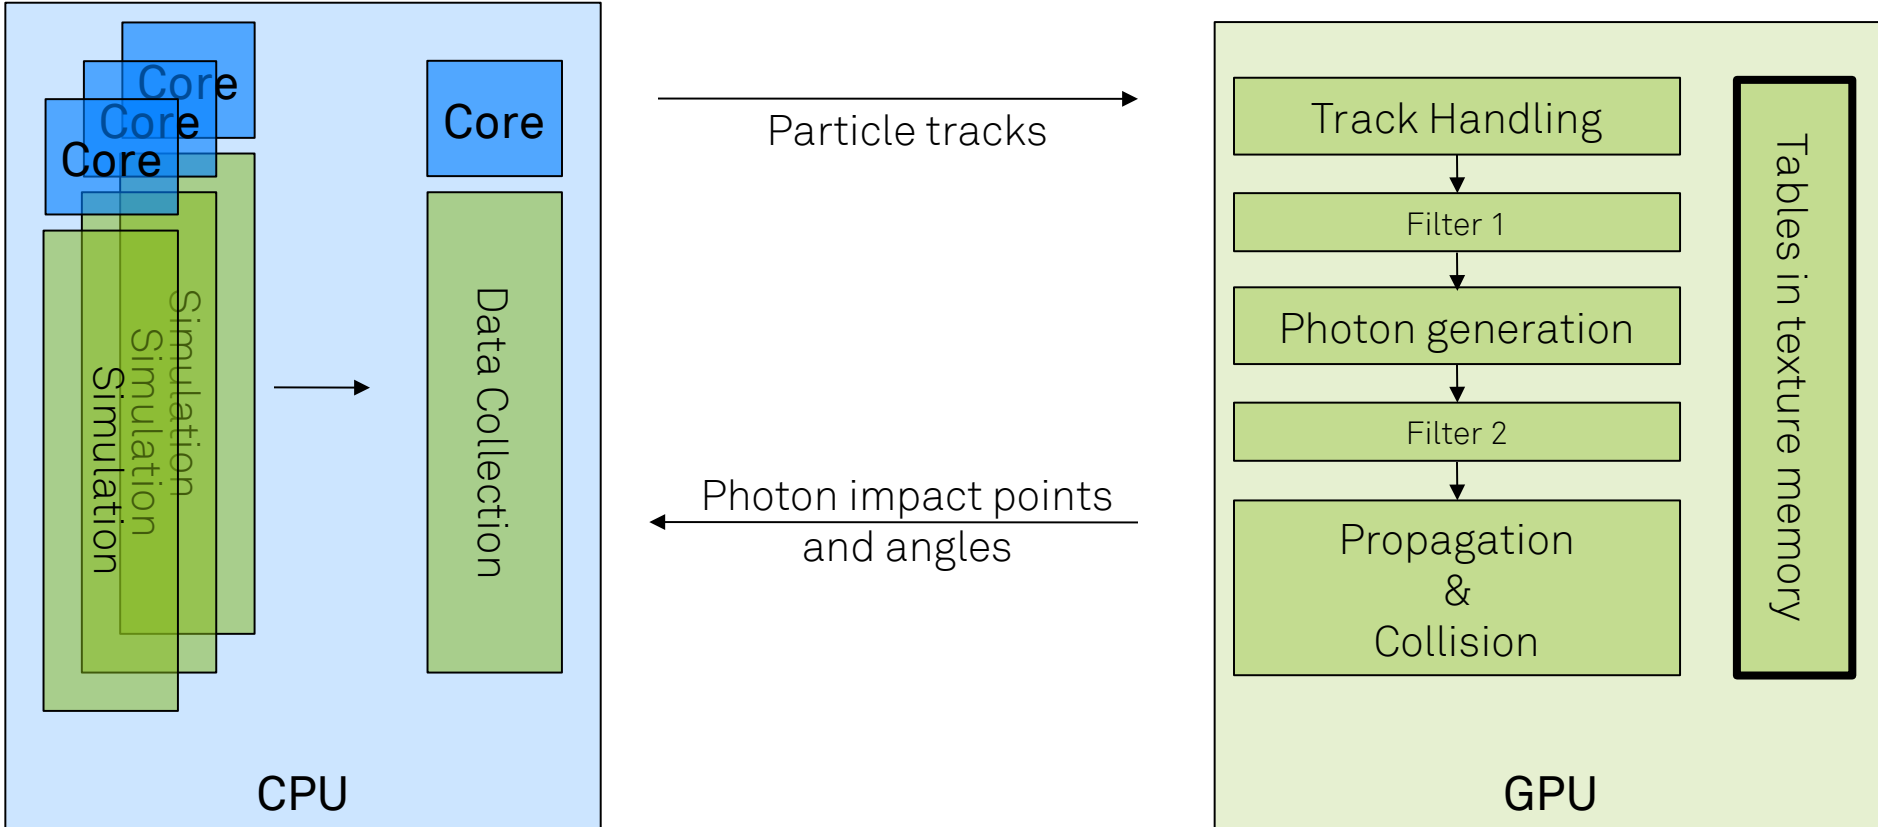 Core
Core
Core
Simulation
Simulation
Simulation
Core
Data Collection
CPU
Particle tracks
Photon impact points
and angles
Track Handling
Filter 1
Photon generation
Filter 2
Propagation
&
Collision
Tables in texture memory
GPU